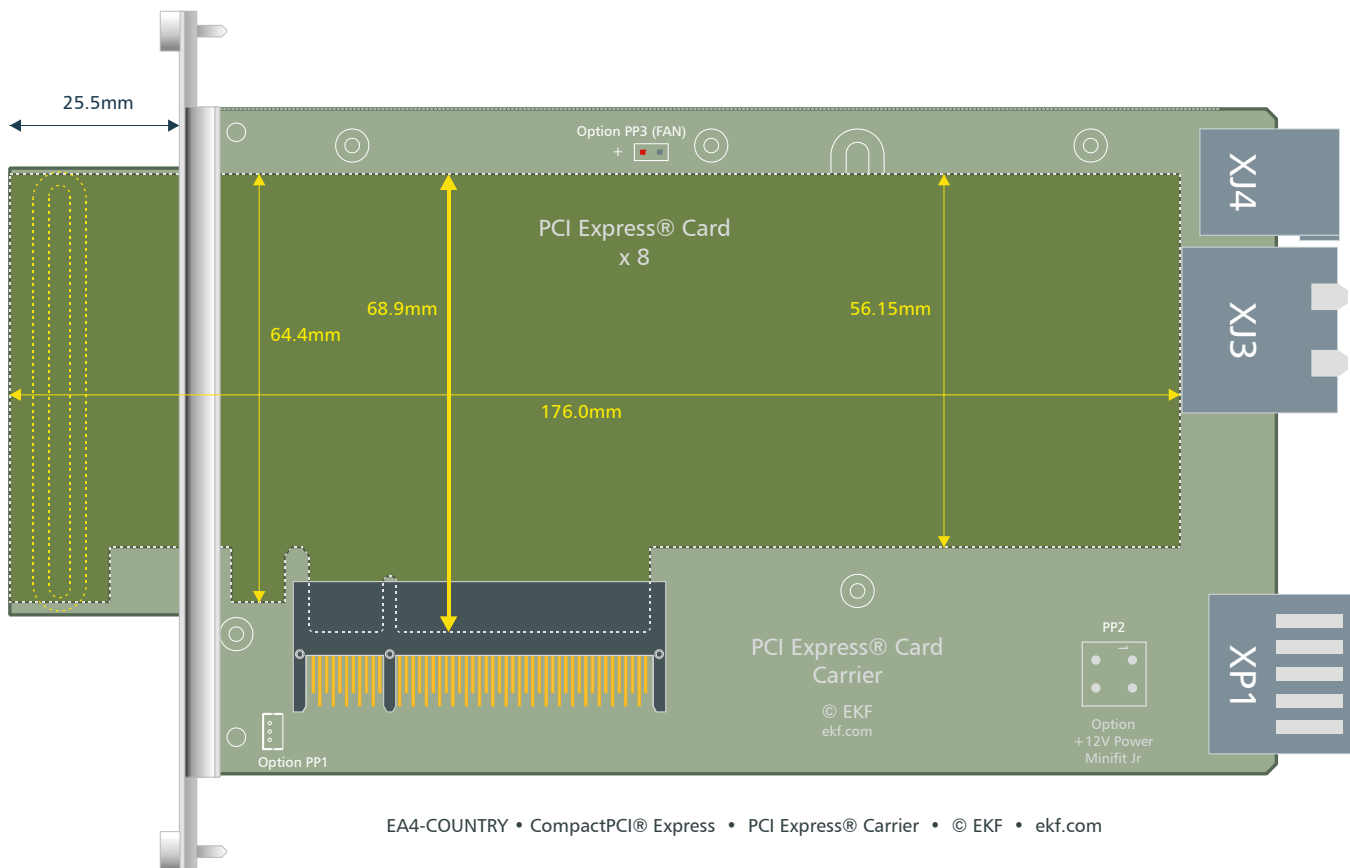 25.5mm
Option PP3 (FAN)
+
XJ4
PCI Express® Card
x 8
68.9mm
56.15mm
64.4mm
XJ3
176.0mm
PP2
1
PCI Express® Card
Carrier
XP1
© EKF
ekf.com
Option
+12V Power
Minifit Jr
Option PP1
EA4-COUNTRY • CompactPCI® Express • PCI Express® Carrier • © EKF • ekf.com